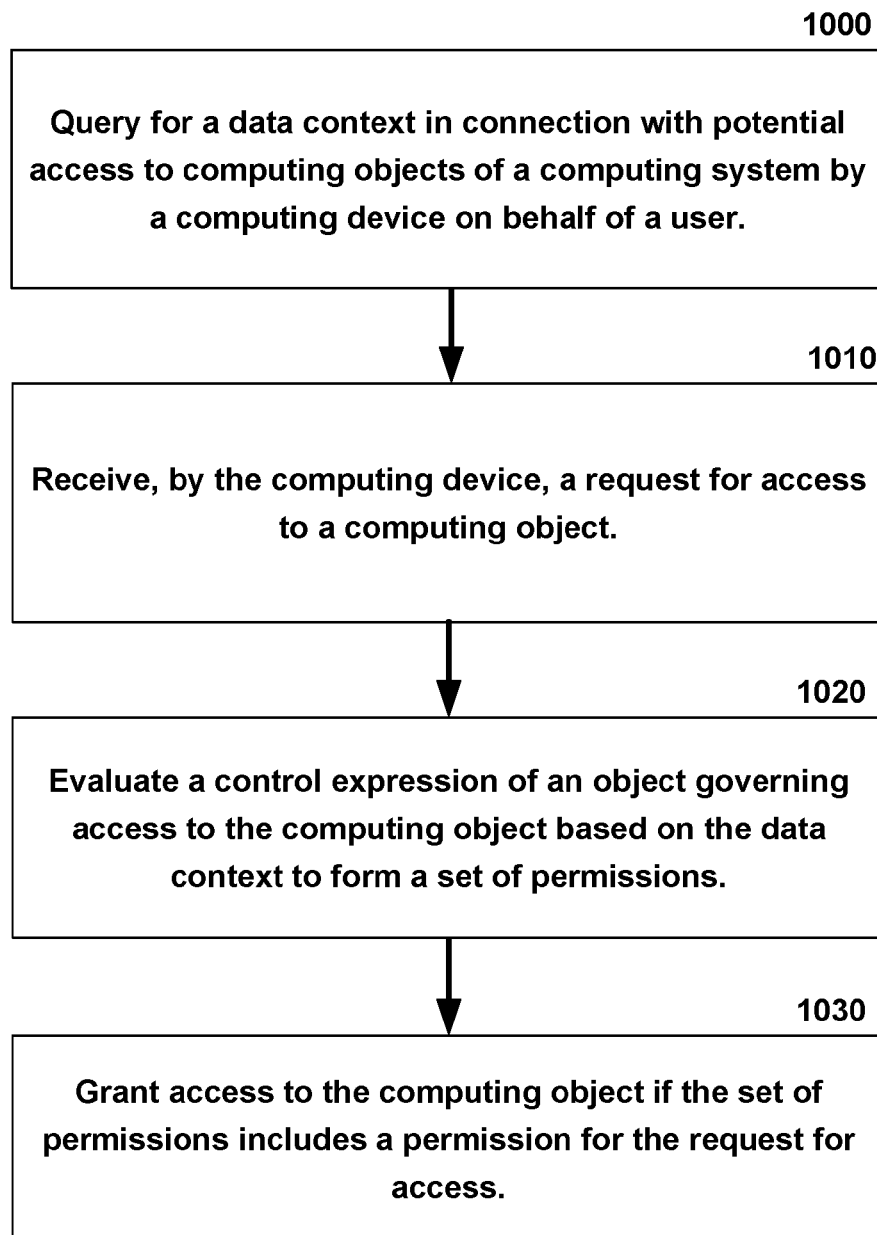 1000
Query for a data context in connection with potential
access to computing objects of a computing system by
a computing device on behalf of a user.
1010
Receive, by the computing device, a request for access
to a computing object.
1020
Evaluate a control expression of an object governing
access to the computing object based on the data
context to form a set of permissions.
1030
Grant access to the computing object if the set of
permissions includes a permission for the request for
access.